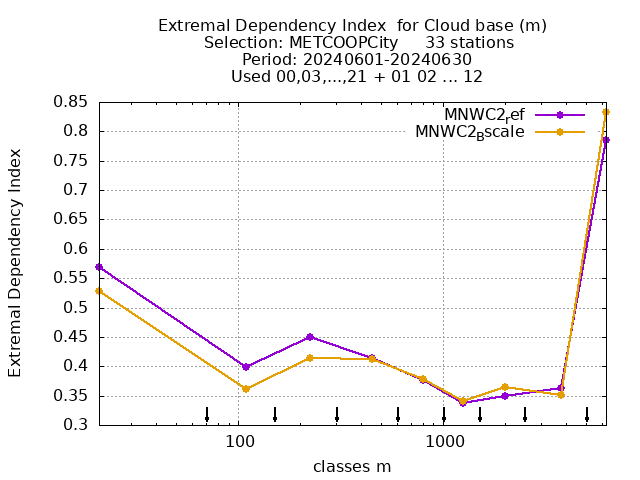 Extremal Dependency Index  for Cloud base (m)
Selection: METCOOPCity     33 stations
Period: 20240601-20240630
Used 00,03,...,21 + 01 02 ... 12
MNWC2ref
MNWC2Bscale
0.85
0.8
0.75
0.7
0.65
0.6
0.55
0.5
0.45
0.4
0.35
0.3
Extremal Dependency Index
100
1000
classes m